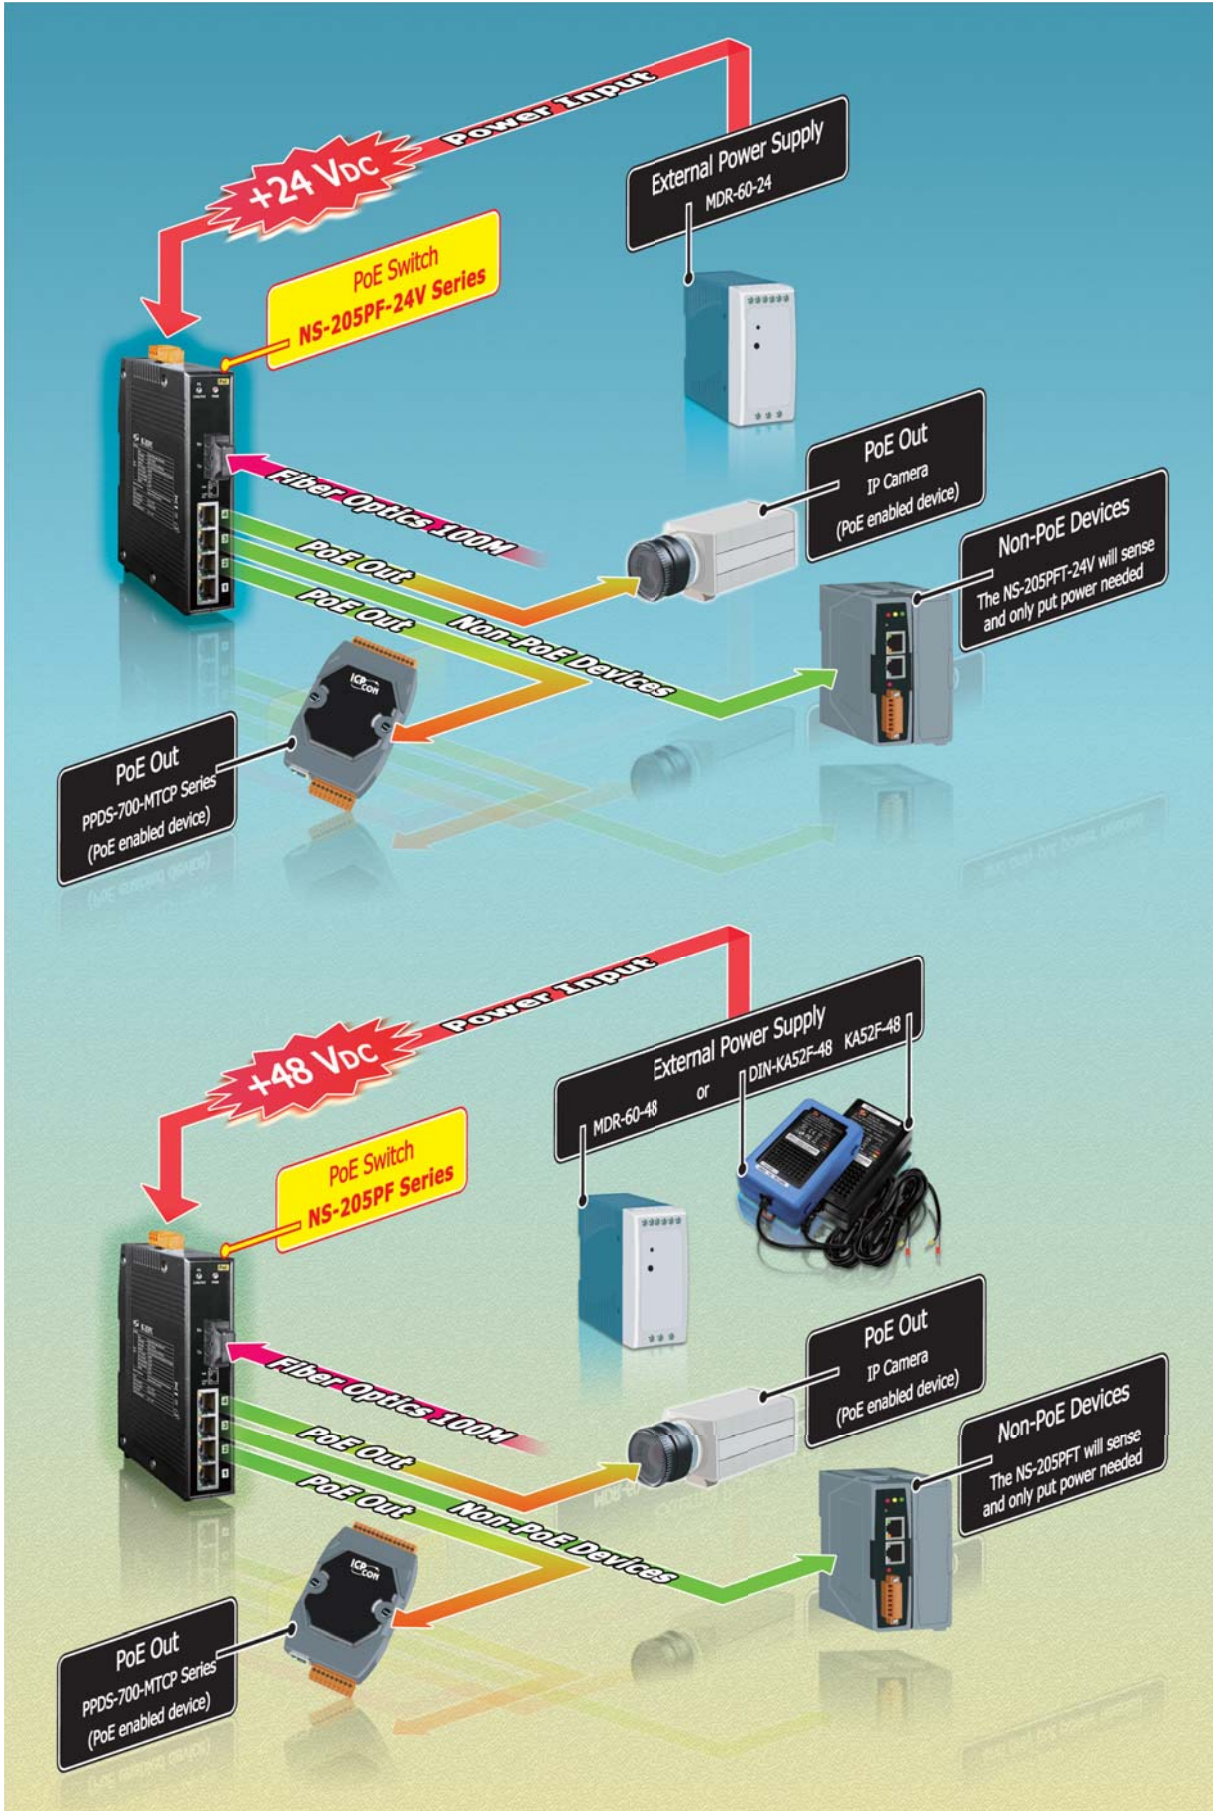 Power Input
+24 VDC
External Power Supply
MDR-60-24
PoE Switch
NS-205PF-24V Series
PoE
Fiber Optics 100M
PoE Out
PoE Out
Non-PoE Devices
PoE Out
IP Camera
(PoE enabled device)
Non-PoE Devices
The NS-205PFT-24V will sense
and only put power needed
ICP
CON
PoE Out
PPDS-700-MTCP Series
(PoE enabled device)
Power Input
+48 VDC
External Power Supply
MDR-60-48
or
DIN-KA52F-48
KA52F-48
PoE Switch
NS-205PF Series
PoE
Fiber Optics 100M
PoE Out
PoE Out
Non-PoE Devices
PoE Out
IP Camera
(PoE enabled device)
Non-PoE Devices
The NS-205PFT will sense
and only put power needed
ICP
CON
PoE Out
PPDS-700-MTCP Series
(PoE enabled device)